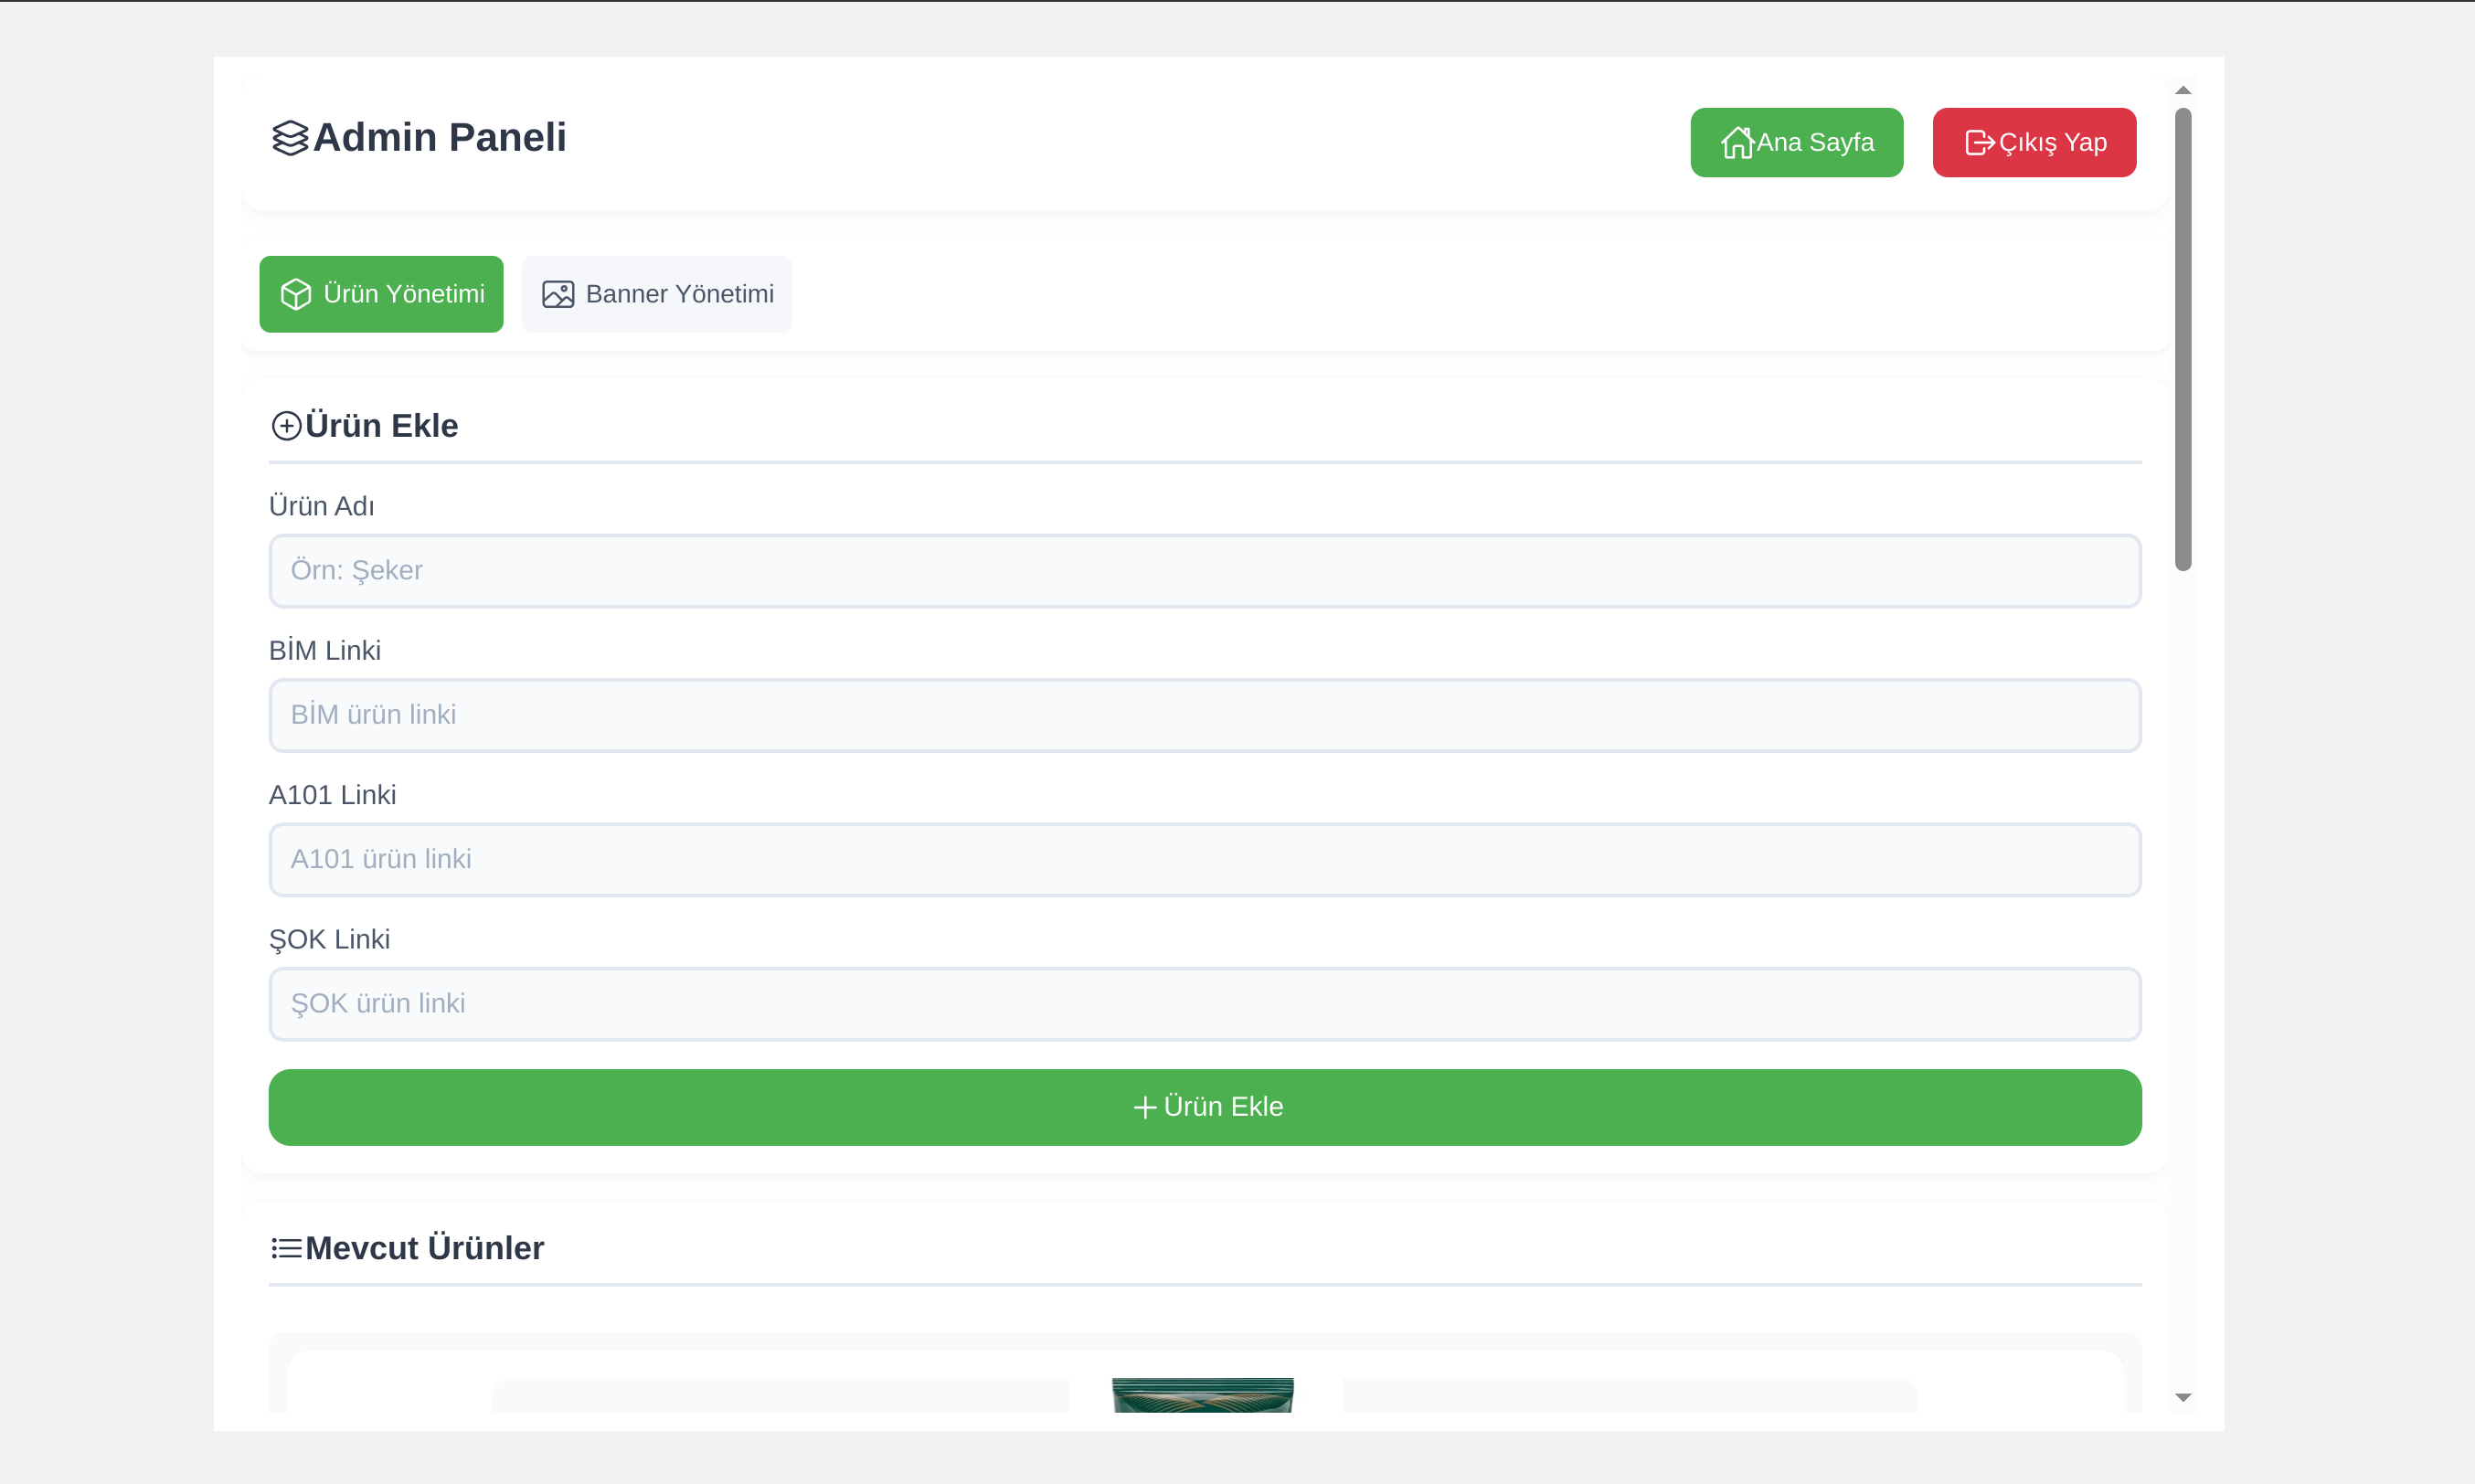 Admin Paneli
Ana Sayfa
Çıkış Yap
Ürün Yönetimi
Banner Yönetimi
Ürün Ekle
Ürün Adı
Örn: Şeker
BİM Linki
BİM ürün linki
A101 Linki
A101 ürün linki
ŞOK Linki
ŞOK ürün linki
Ürün Ekle
Mevcut Ürünler